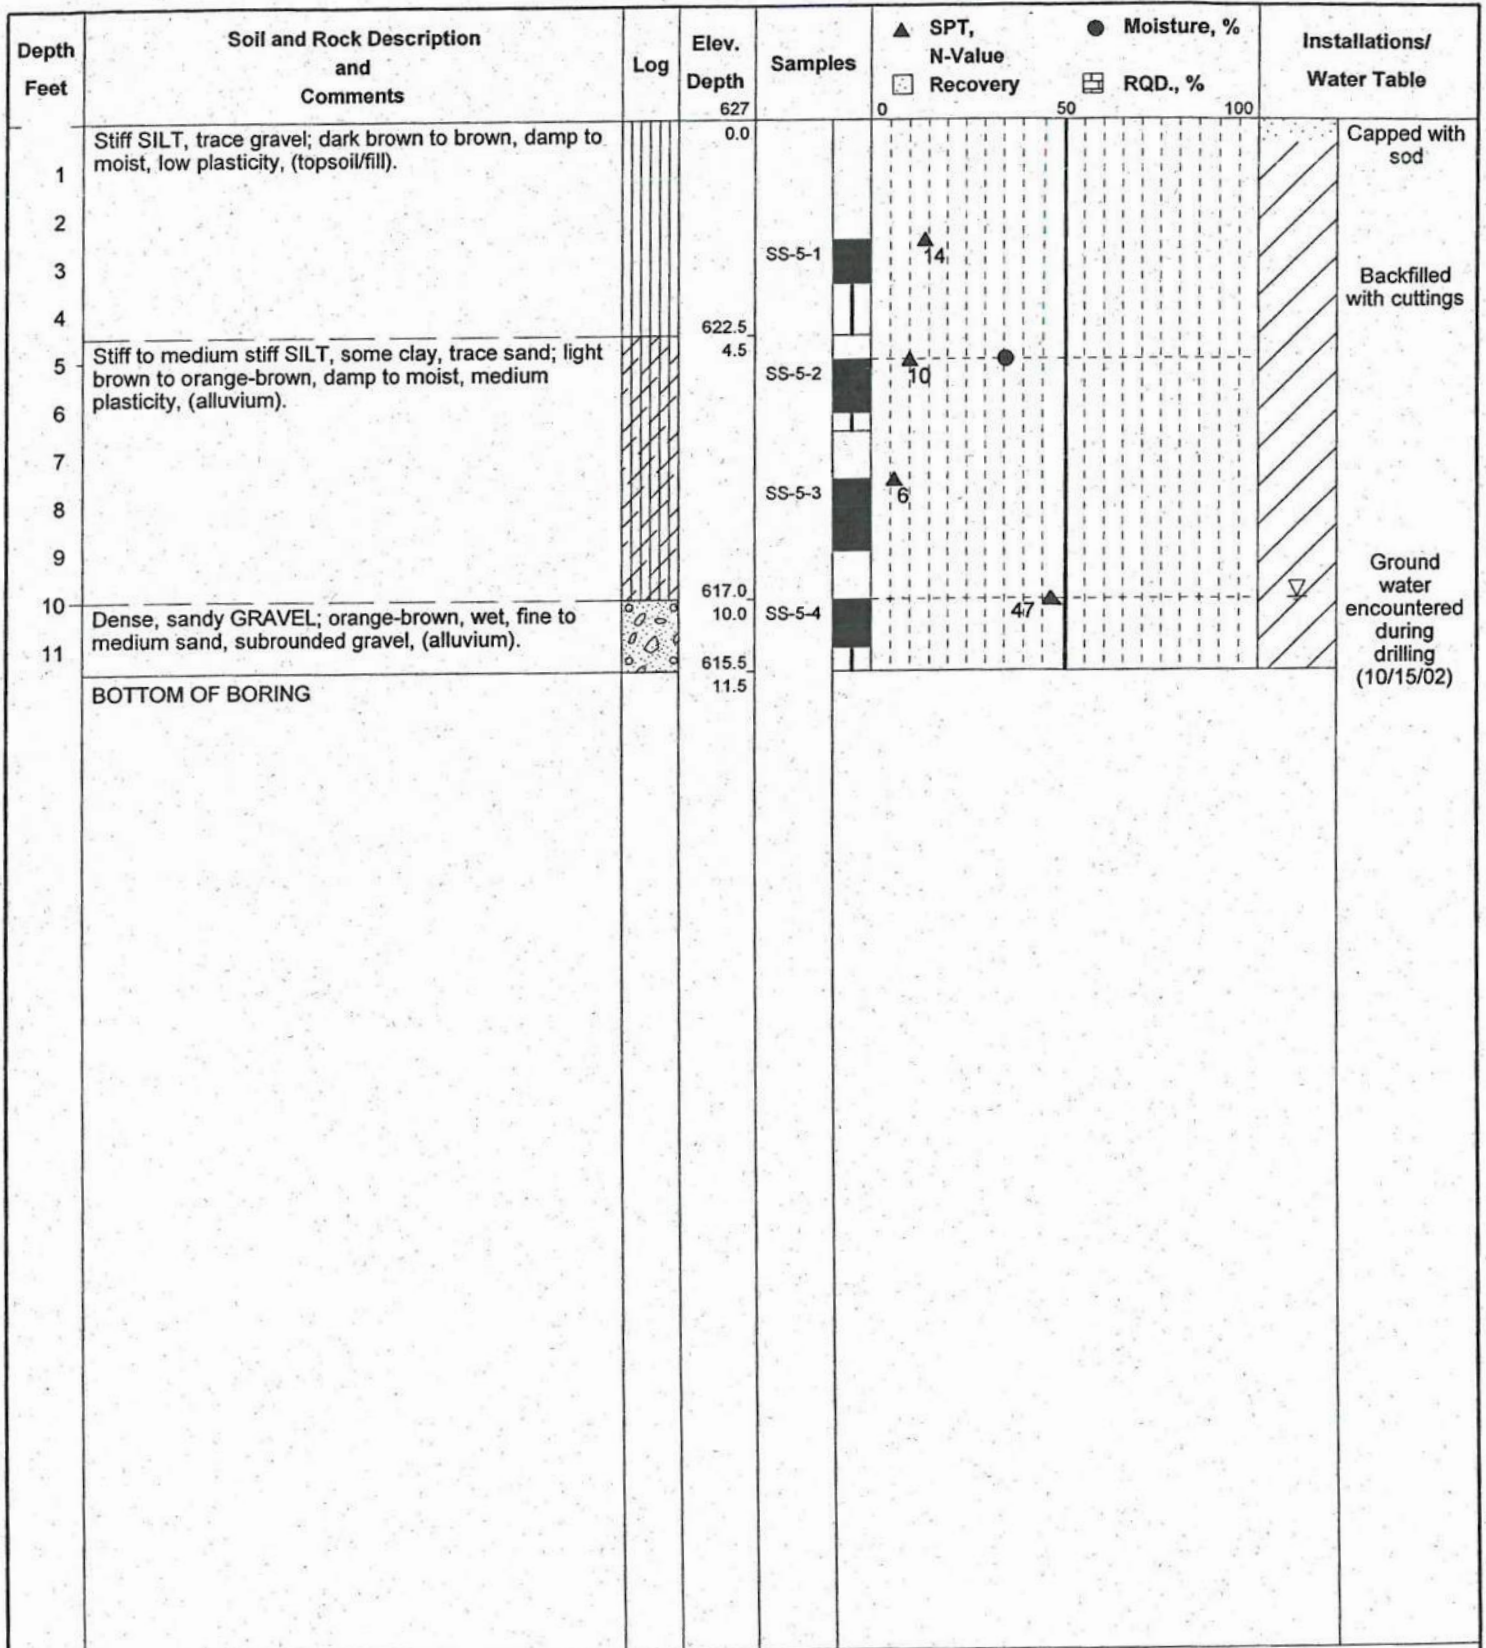 Depth
Feet
Soil and Rock Description
and
Comments
Log
Elev.
Depth
627
Samples
SPT,
N-Value
Moisture, %
Recovery
RQD., %
0 50 100
Installations/
Water Table
Stiff SILT, trace gravel; dark brown to brown, damp to
moist, low plasticity, (topsoil/fill).
0.0
Capped with
sod
1
2
SS-5-1
14
3
Backfilled
with cuttings
4
622.5
4.5
Stiff to medium stiff SILT, some clay, trace sand; light
brown to orange-brown, damp to moist, medium
plasticity, (alluvium).
5
SS-5-2
10
6
7
SS-5-3
6
8
9
617.0
10
10.0
Dense, sandy GRAVEL; orange-brown, wet, fine to
medium sand, subrounded gravel, (alluvium).
SS-5-4
47
Ground
water
encountered
during
drilling
(10/15/02)
11
615.5
11.5
BOTTOM OF BORING